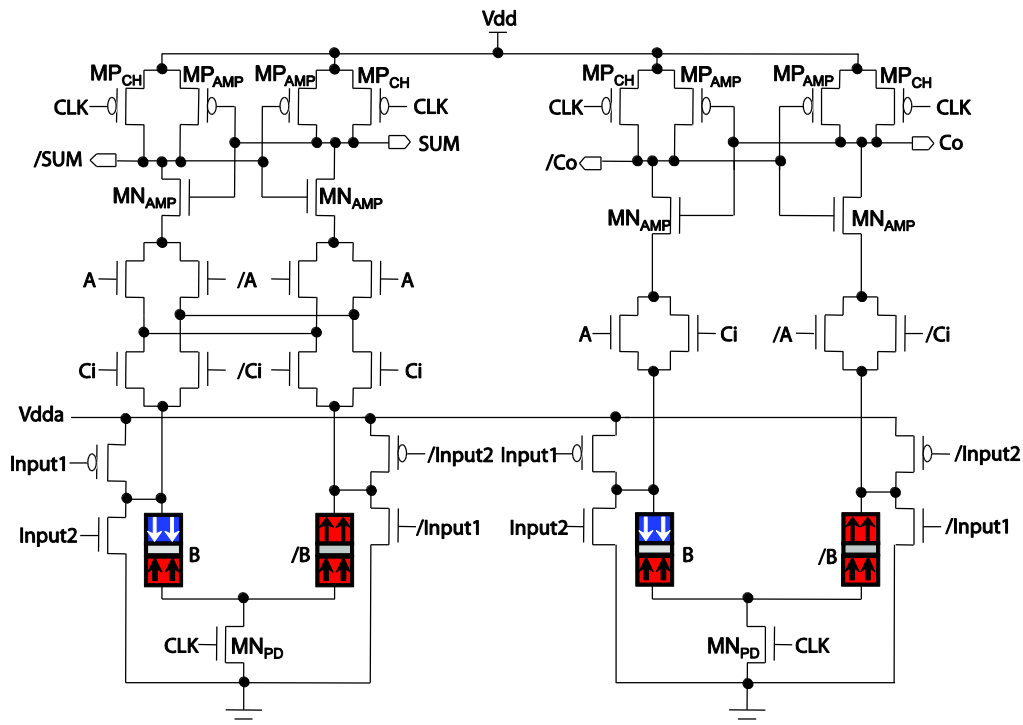 Vdd
MPCH MPAMP MPAMP MPCH MPCH MPAMP MPAMP MPCH
CLK CLK CLK CLK
/SUM SUM /Co Co
MNAMP MNAMP MNAMP MNAMP
A /A A A Ci /A /Ci
Ci /Ci Ci
Vdda
Input1 /Input2 Input1 /Input2
Input2 /Input1 Input2 /Input1
B /B B /B
CLK MNPD MNPD CLK